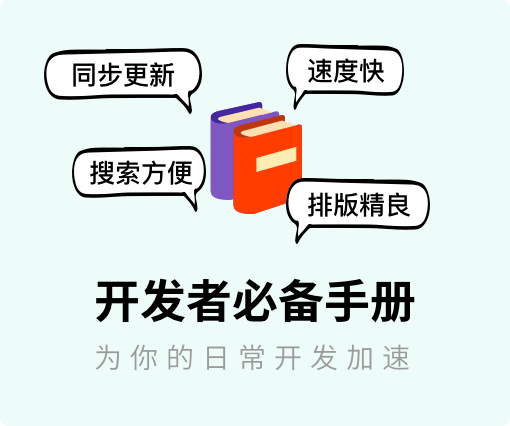 同步更新
速度快
搜索方便
排版精良
开发者必备手册
为你的日常开发加速